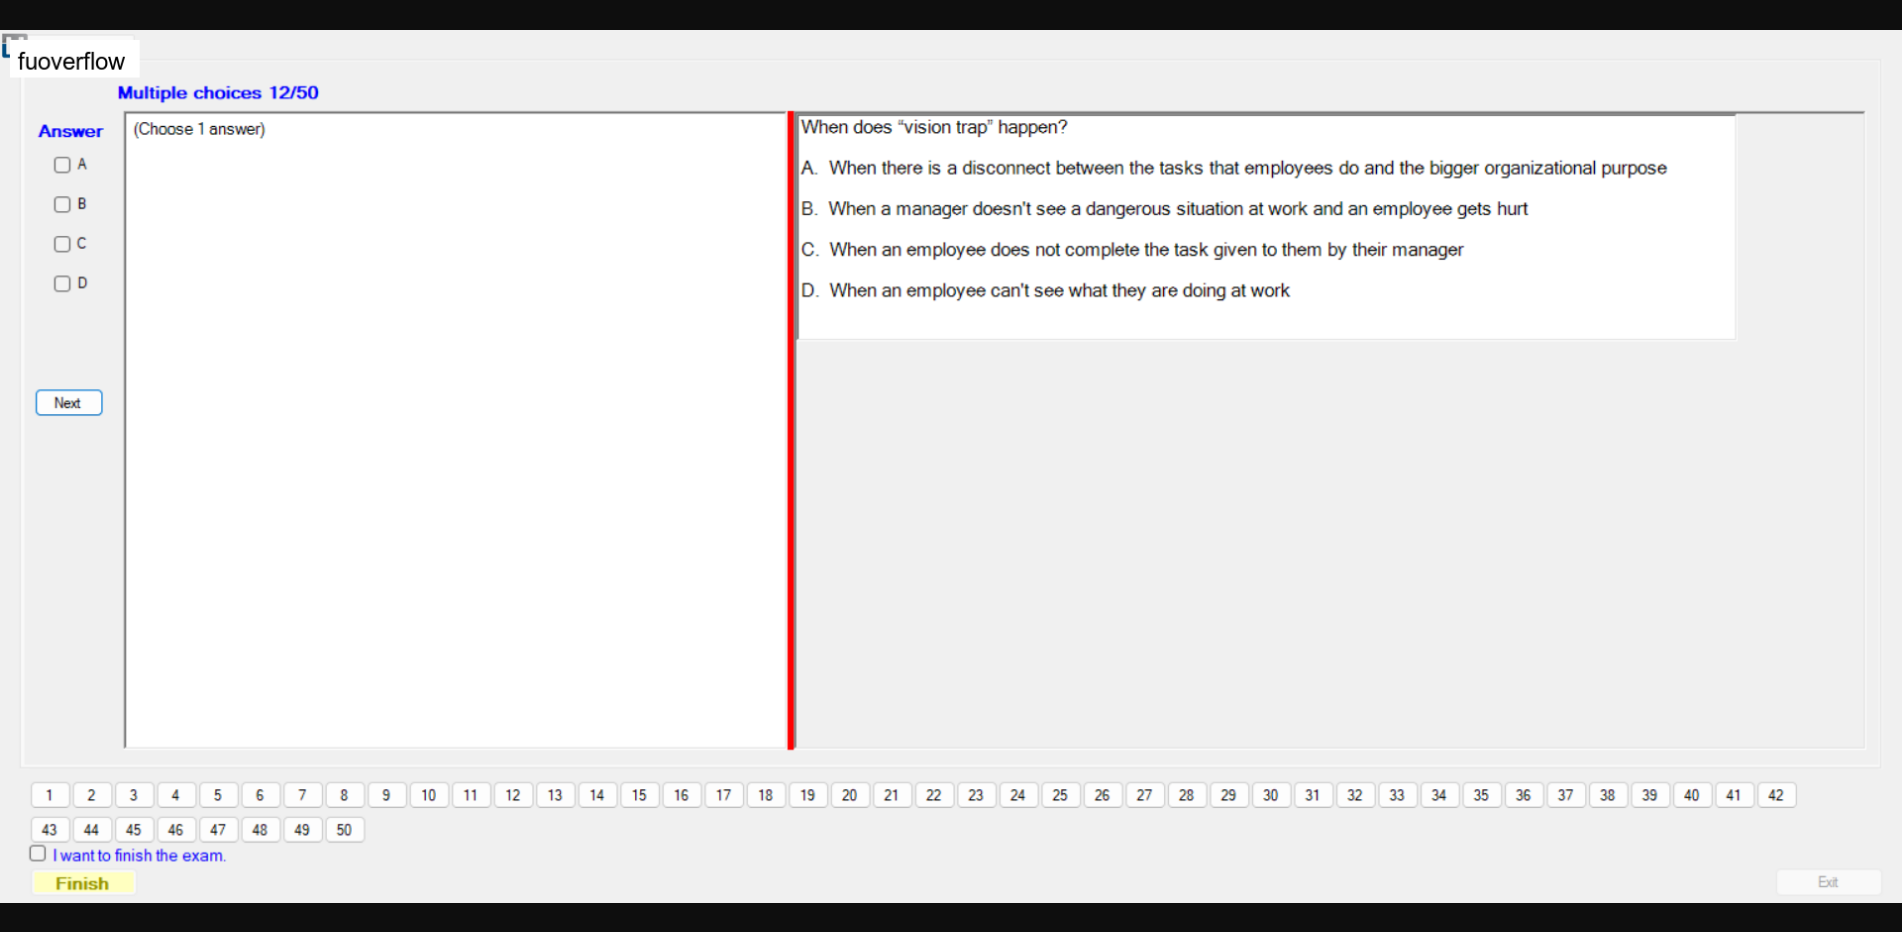 fuoverflow
Multiple choices 12/50
Answer
(Choose 1 answer)
A
B
C
D
Next
When does “vision trap” happen?
A. When there is a disconnect between the tasks that employees do and the bigger organizational purpose
B. When a manager doesn't see a dangerous situation at work and an employee gets hurt
C. When an employee does not complete the task given to them by their manager
D. When an employee can't see what they are doing at work
1 2 3 4 5 6 7 8 9 10 11 12 13 14 15 16 17 18 19 20 21 22 23 24 25 26 27 28 29 30 31 32 33 34 35 36 37 38 39 40 41 42
43 44 45 46 47 48 49 50
I want to finish the exam.
Finish
Exit